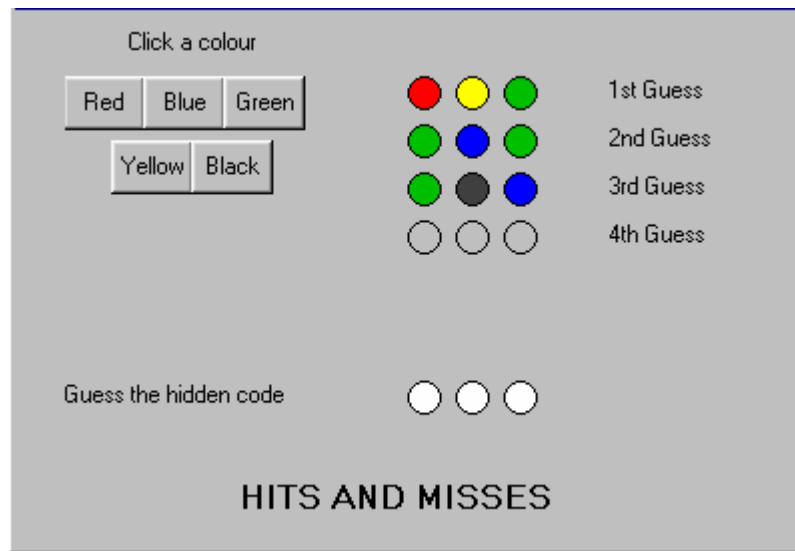 Click a colour
Red Blue Green
Yellow Black
1st Guess
2nd Guess
3rd Guess
4th Guess
Guess the hidden code
HITS AND MISSES